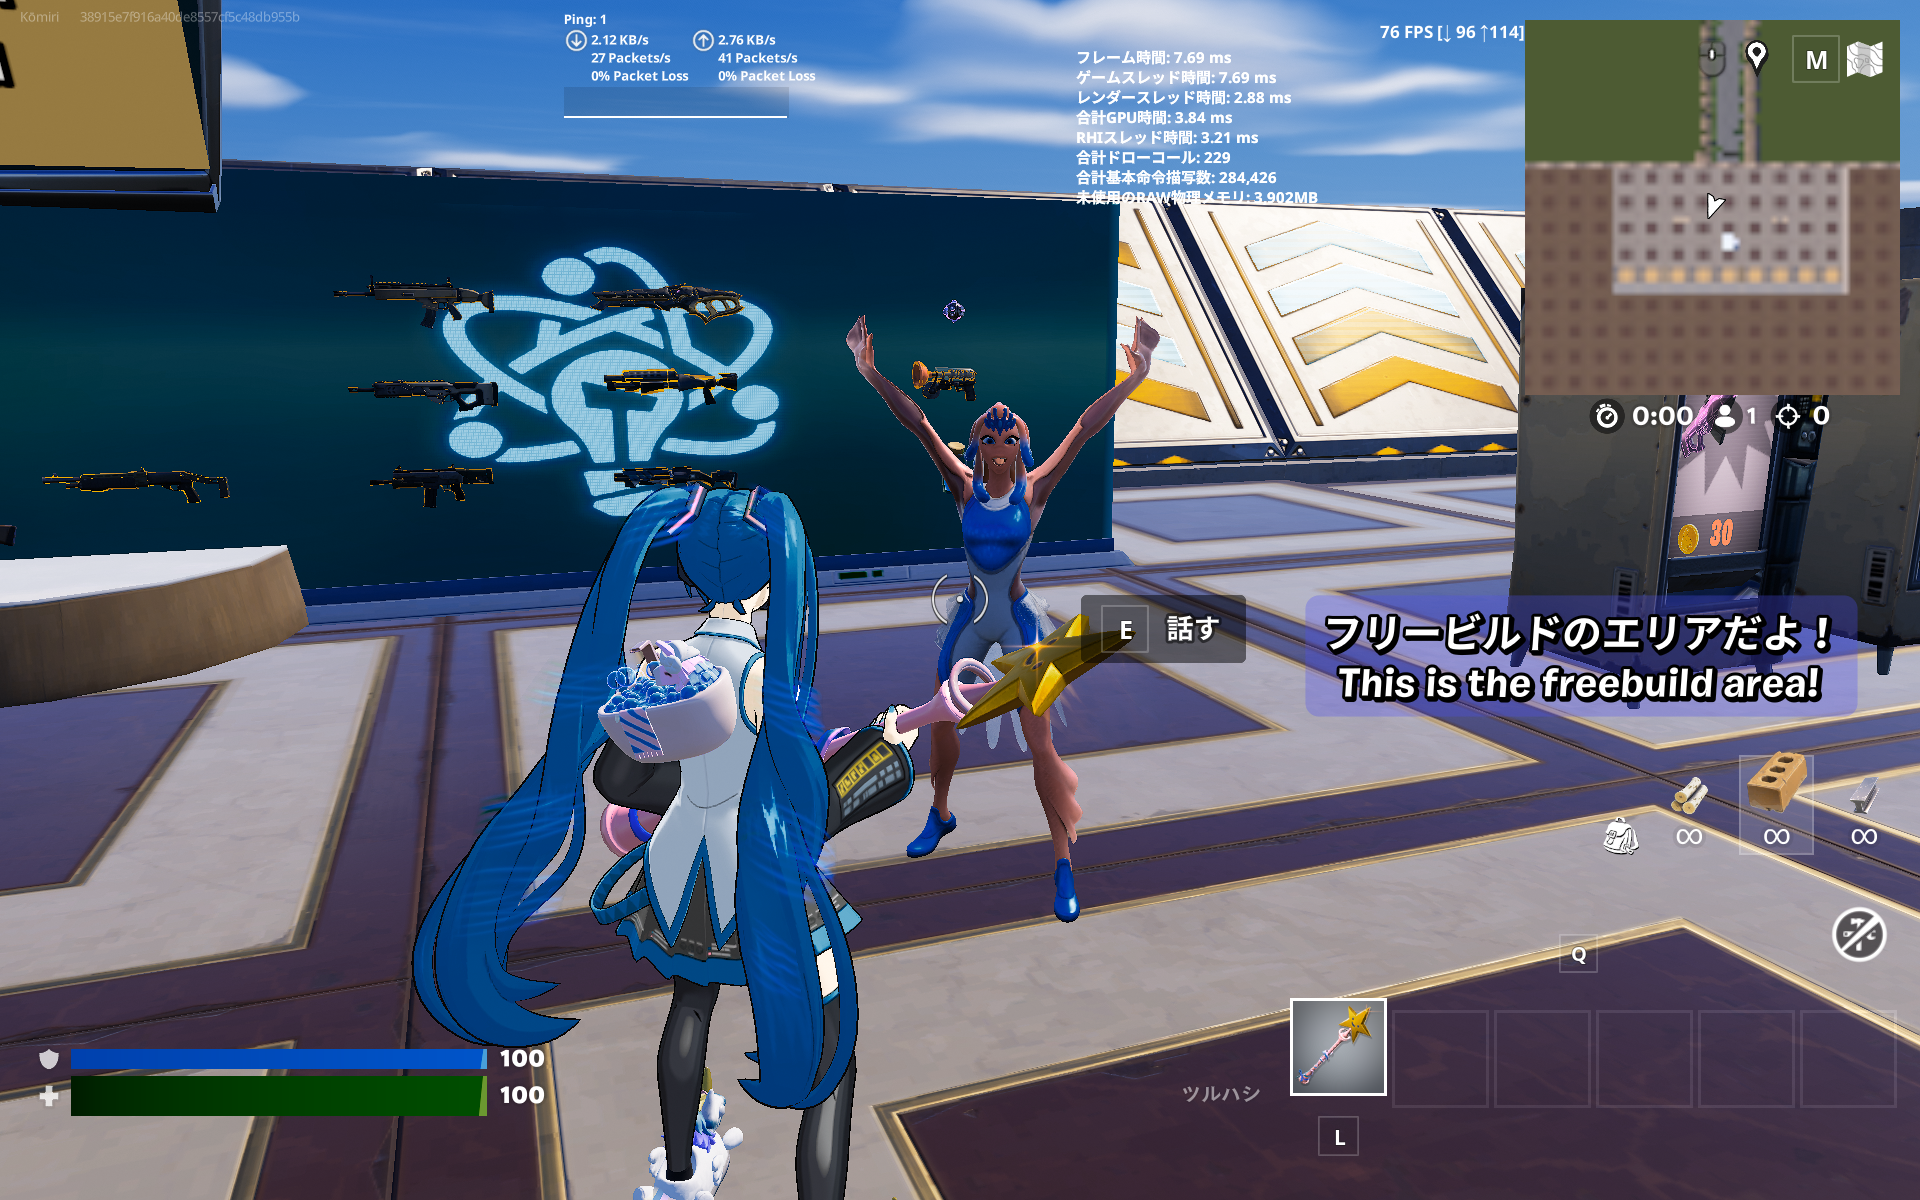 Kômiri 38915e7f916a40de8557cf5c48db955b
Ping: 1
2.12 KB/s 2.76 KB/s
27 Packets/s 41 Packets/s
0% Packet Loss 0% Packet Loss
76 FPS [↓ 96 ↑114]
フレーム時間: 7.69 ms
ゲームスレッド時間: 7.69 ms
レンダースレッド時間: 2.88 ms
合計GPU時間: 3.84 ms
RHIスレッド時間: 3.21 ms
合計ドローコール: 229
合計基本命令描写数: 284,426
未使用のRAW物理メモリ: 3,902MB
M
0:00 1 0
30
E 話す
フリービルドのエリアだよ！
This is the freebuild area!
∞ ∞ ∞
Q
100
100
ツルハシ
L